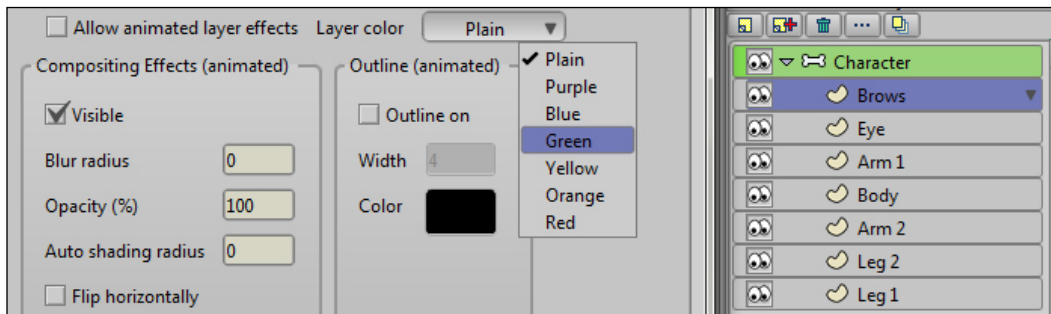 Allow animated layer effects Layer color Plain
Compositing Effects (animated)
Visible
Blur radius 0
Opacity (%) 100
Auto shading radius 0
Flip horizontally
Outline (animated)
Outline on
Width 4
Color
Plain
Purple
Blue
Green
Yellow
Orange
Red
Character
Brows
Eye
Arm 1
Body
Arm 2
Leg 2
Leg 1